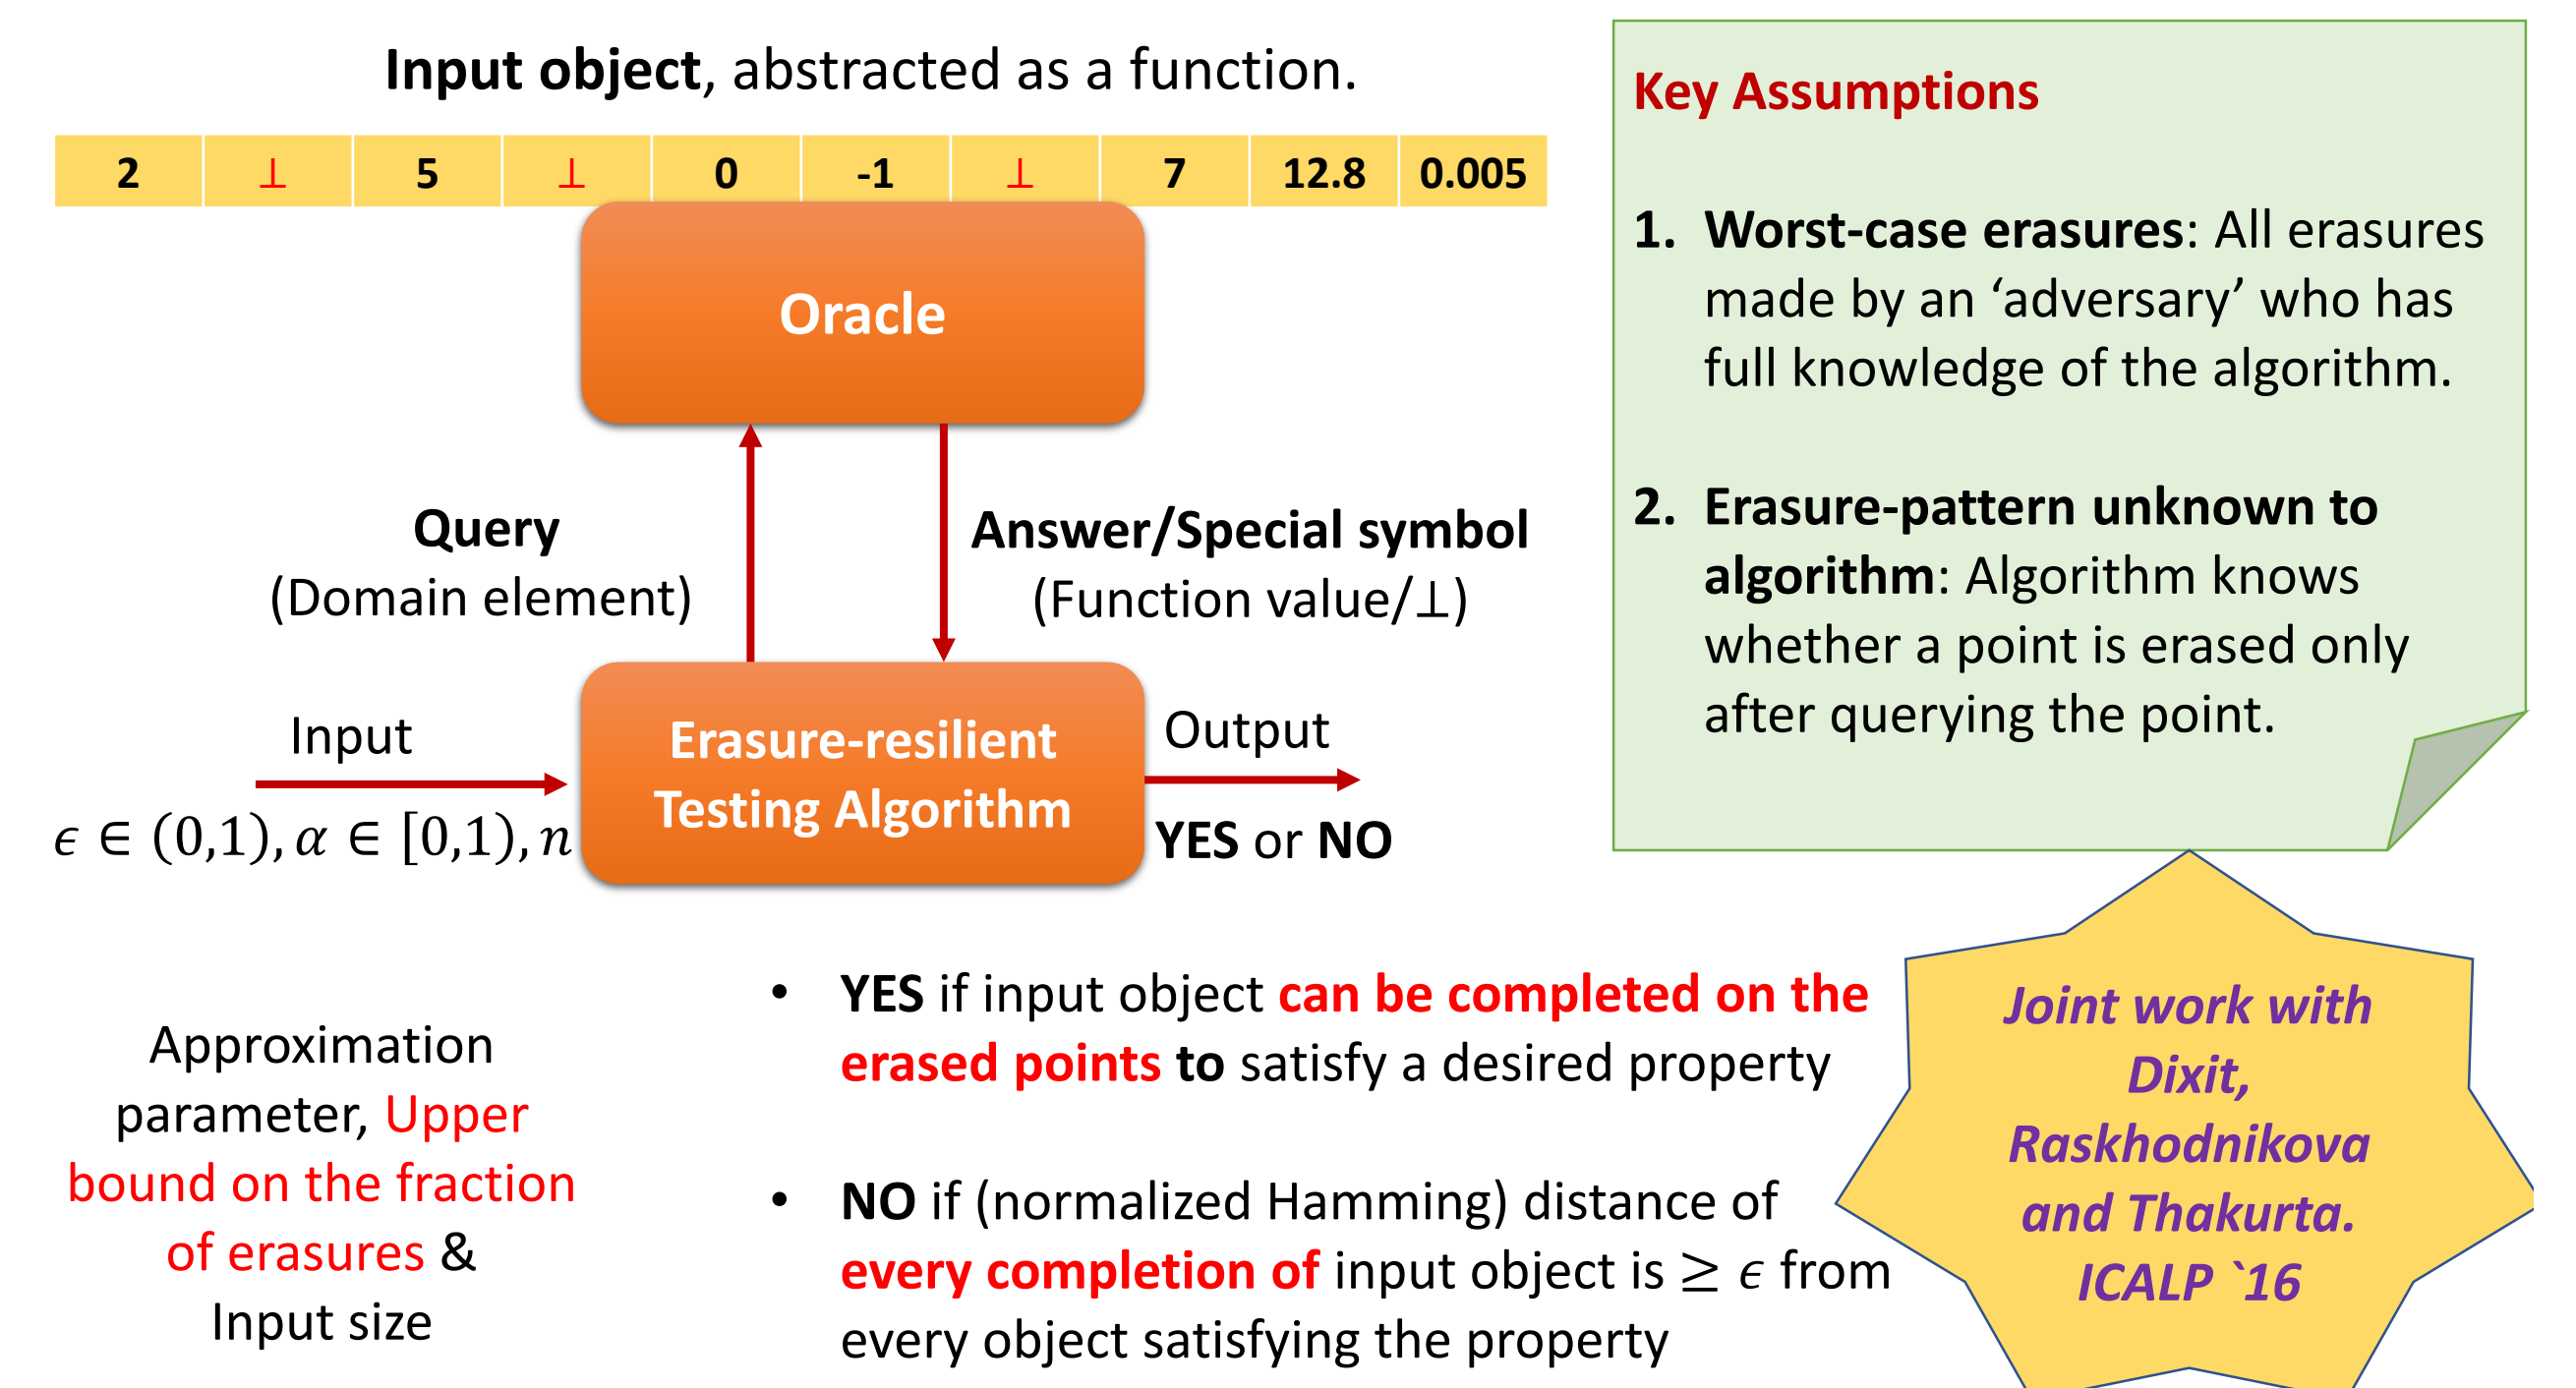 Input object, abstracted as a function.
2 ⊥ 5 ⊥ 0 -1 ⊥ 7 12.8 0.005
Oracle
Query
(Domain element)
Answer/Special symbol
(Function value/⊥)
Input
ϵ ∈ (0,1), α ∈ [0,1), n
Erasure-resilient
Testing Algorithm
Output
YES or NO
Approximation
parameter, Upper
bound on the fraction
of erasures &
Input size
• YES if input object can be completed on the
erased points to satisfy a desired property
• NO if (normalized Hamming) distance of
every completion of input object is ≥ ϵ from
every object satisfying the property
Key Assumptions
1. Worst-case erasures: All erasures
made by an ‘adversary’ who has
full knowledge of the algorithm.
2. Erasure-pattern unknown to
algorithm: Algorithm knows
whether a point is erased only
after querying the point.
Joint work with
Dixit,
Raskhodnikova
and Thakurta.
ICALP `16